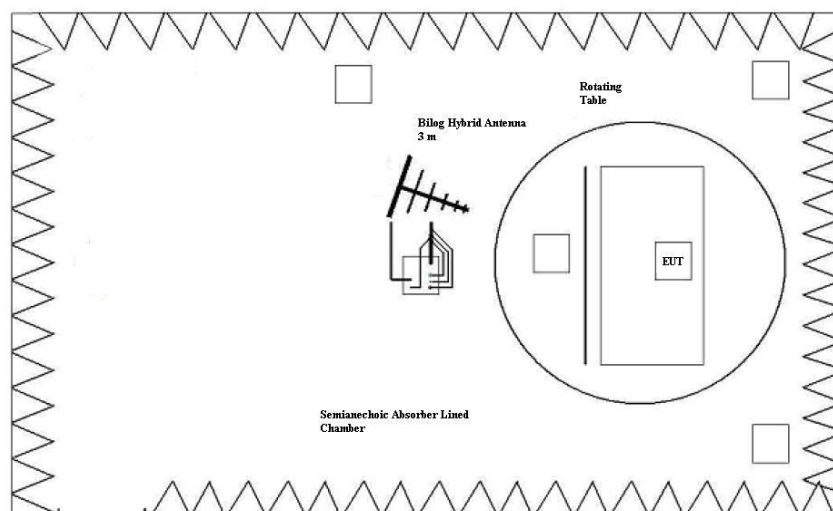 Rotating
Table
Bilog Hybrid Antenna
3 m
EUT
Semianechoic Absorber Lined
Chamber